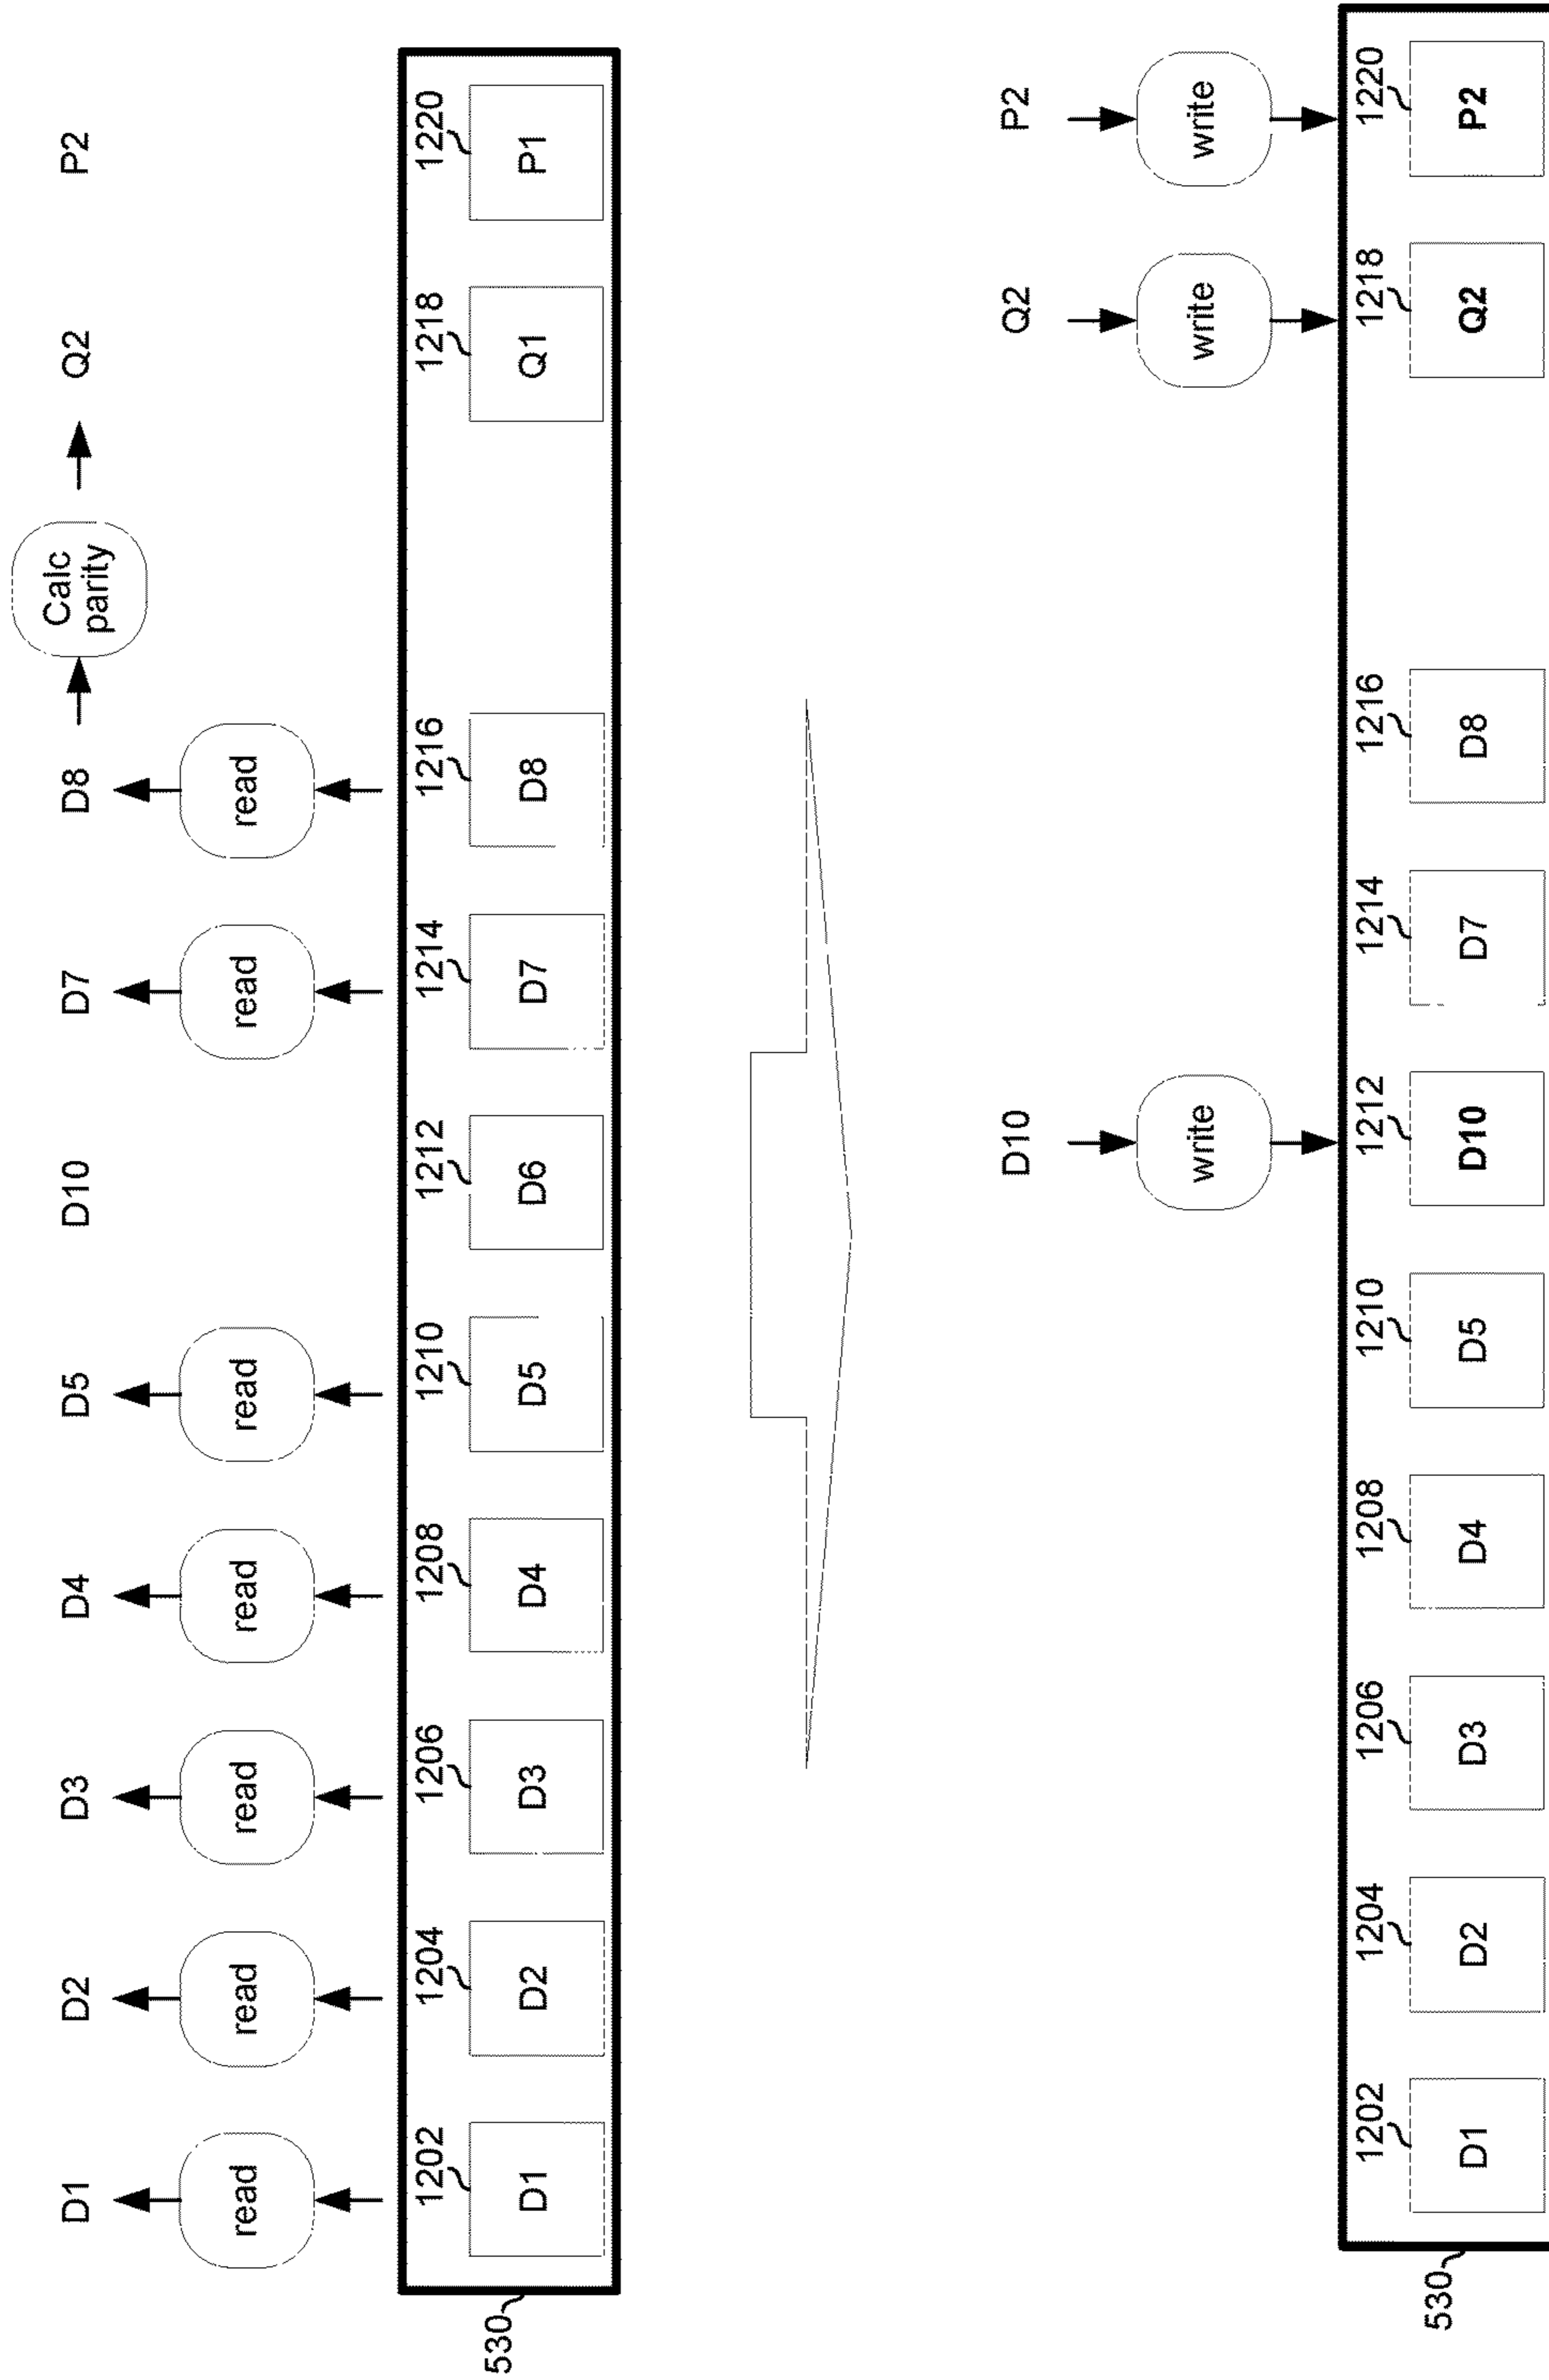 D1 D2 D3 D4 D5 D10 D7 D8 Calc parity Q2 P2
read read read read read read read
1202 1204 1206 1208 1210 1212 1214 1216 1218 1220
530 D1 D2 D3 D4 D5 D6 D7 D8 Q1 P1
D10 Q2 P2
write write write
1202 1204 1206 1208 1210 1212 1214 1216 1218 1220
530 D1 D2 D3 D4 D5 D10 D7 D8 Q2 P2